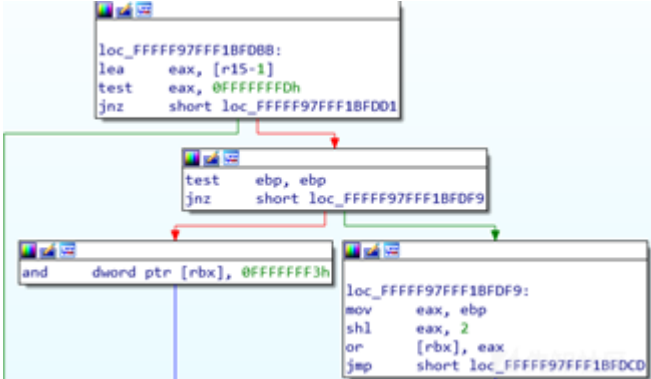 loc_FFFFF97FFF1BFDBB:
lea eax, [r15-1]
test eax, 0FFFFFFFDh
jnz short loc_FFFFF97FFF1BFDD1
test ebp, ebp
jnz short loc_FFFFF97FFF1BFDF9
and dword ptr [rbx], 0FFFFFFF3h
loc_FFFFF97FFF1BFDF9:
mov eax, ebp
shl eax, 2
or [rbx], eax
jmp short loc_FFFFF97FFF1BFDCD